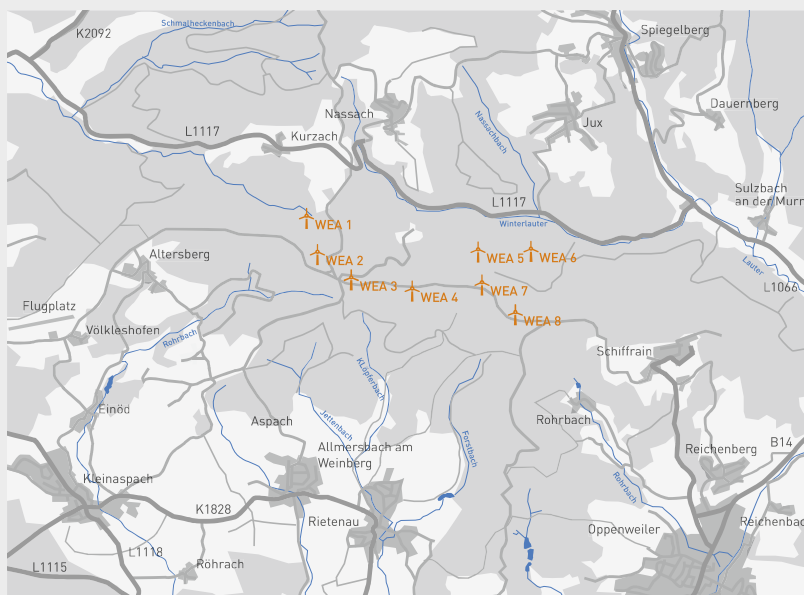 Schmalheckenbach
K2092
Spiegelberg
Dauernberg
Nassach
Jux
L1117
Kurzach
Nassachbach
Sulzbach
an der Murr
L1117
Winterlauter
WEA 1
WEA 2
WEA 5
WEA 6
Altersberg
Lauter
L1066
WEA 3
WEA 4
WEA 7
WEA 8
Flugplatz
Völkleshofen
Rohrbach
Schiffrain
Klöpferbach
Einöd
Aspach
Jettenbach
Rohrbach
Allmersbach am
Weinberg
Forstbach
Reichenberg
B14
Kleinaspach
Rohrbach
K1828
Rietenau
Oppenweiler
Reichenbac
L1118
Röhrach
L1115